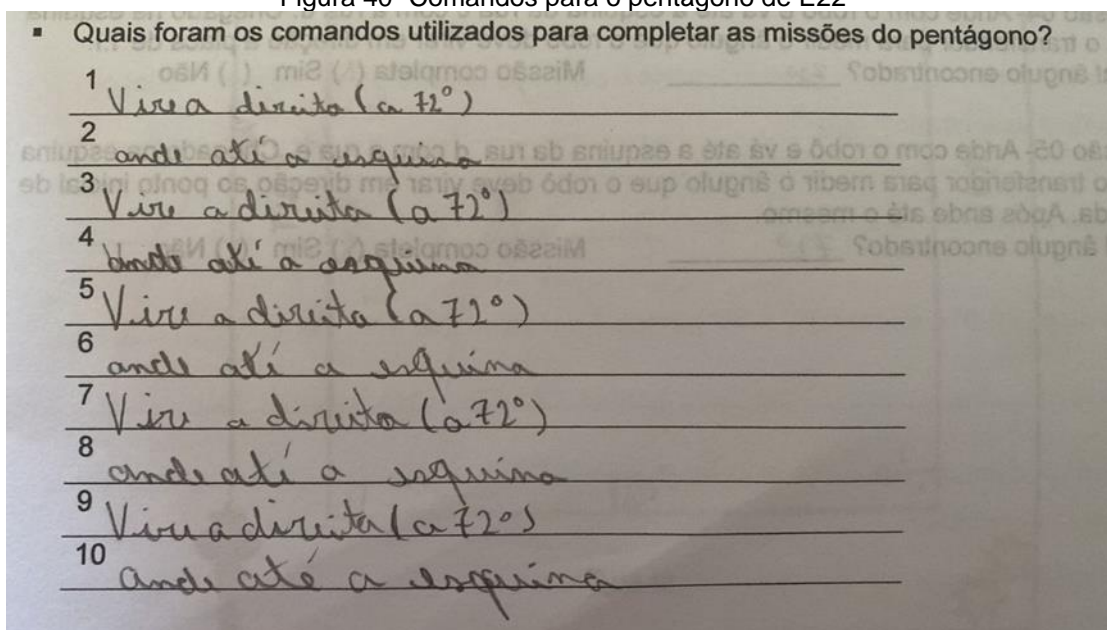 Figura 40- Comandos para o pentágono de E22
▪ Quais foram os comandos utilizados para completar as missões do pentágono?
1 Vire a direita (a 72°)
2 ande até a esquina
3 Vire a direita (a 72°)
4 ande até a esquina
5 Vire a direita (a 72°)
6 ande até a esquina
7 Vire a direita (a 72°)
8 ande até a esquina
9 Vire a direita (a 72°)
10 ande até a esquina